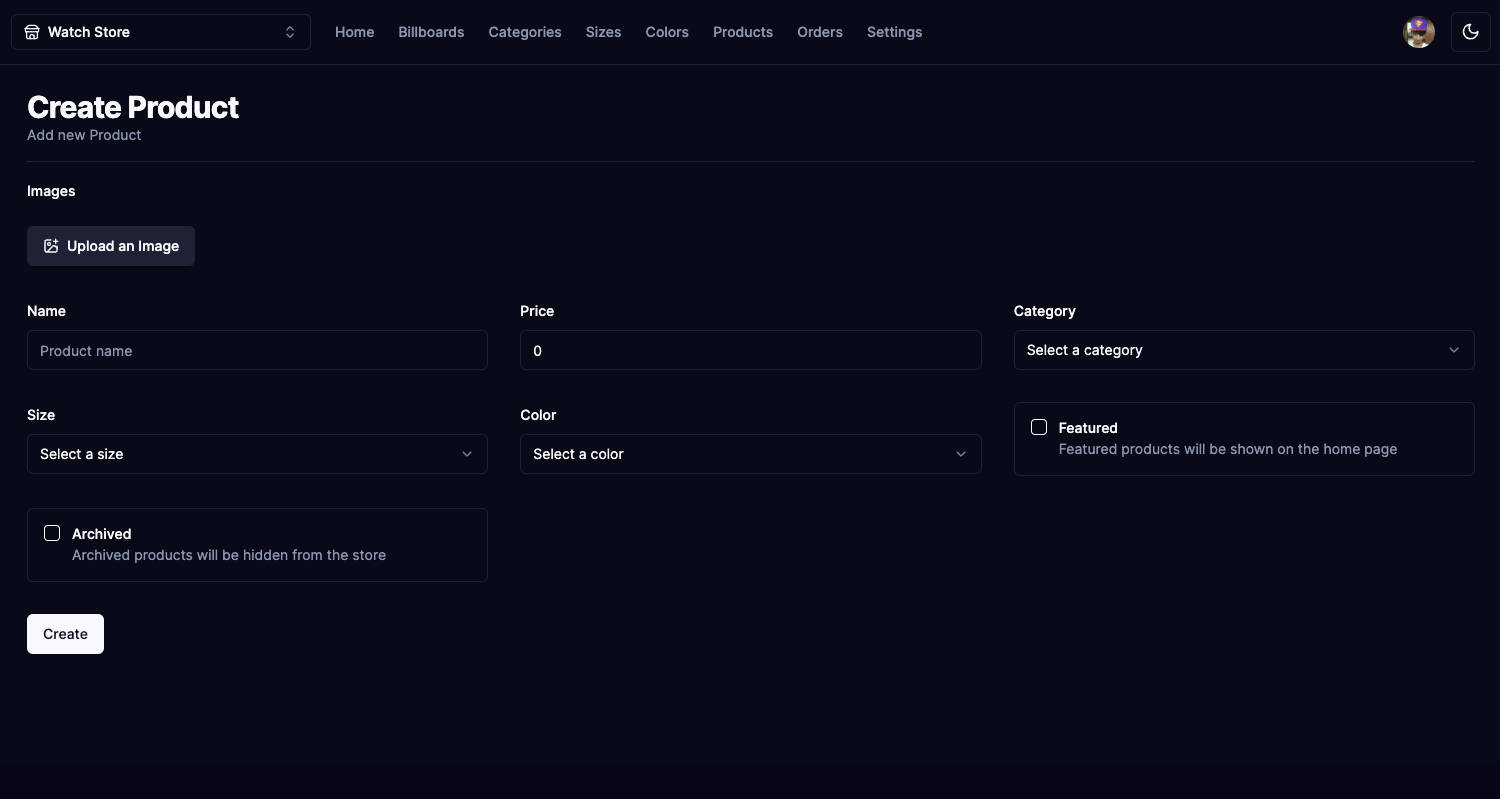 Watch Store
Home Billboards Categories Sizes Colors Products Orders Settings
Create Product
Add new Product
Images
Upload an Image
Name Price Category
Product name 0 Select a category
Size Color
Select a size Select a color
Featured
Featured products will be shown on the home page
Archived
Archived products will be hidden from the store
Create